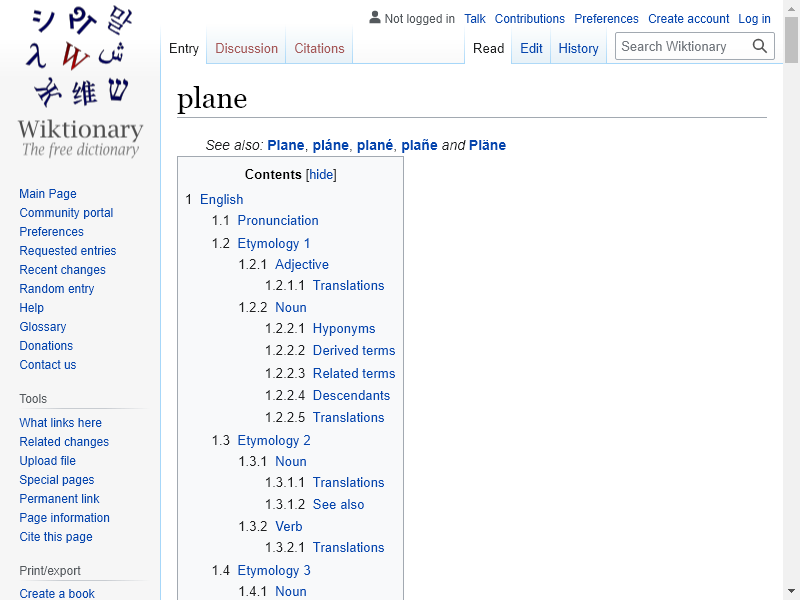 Not logged in Talk Contributions Preferences Create account Log in
Entry Discussion Citations Read Edit History Search Wiktionary
Wiktionary
The free dictionary
Main Page
Community portal
Preferences
Requested entries
Recent changes
Random entry
Help
Glossary
Donations
Contact us
Tools
What links here
Related changes
Upload file
Special pages
Permanent link
Page information
Cite this page
Print/export
Create a book
plane
See also: Plane, pláne, plané, plañe and Pläne
Contents [hide]
1 English
1.1 Pronunciation
1.2 Etymology 1
1.2.1 Adjective
1.2.1.1 Translations
1.2.2 Noun
1.2.2.1 Hyponyms
1.2.2.2 Derived terms
1.2.2.3 Related terms
1.2.2.4 Descendants
1.2.2.5 Translations
1.3 Etymology 2
1.3.1 Noun
1.3.1.1 Translations
1.3.1.2 See also
1.3.2 Verb
1.3.2.1 Translations
1.4 Etymology 3
1.4.1 Noun